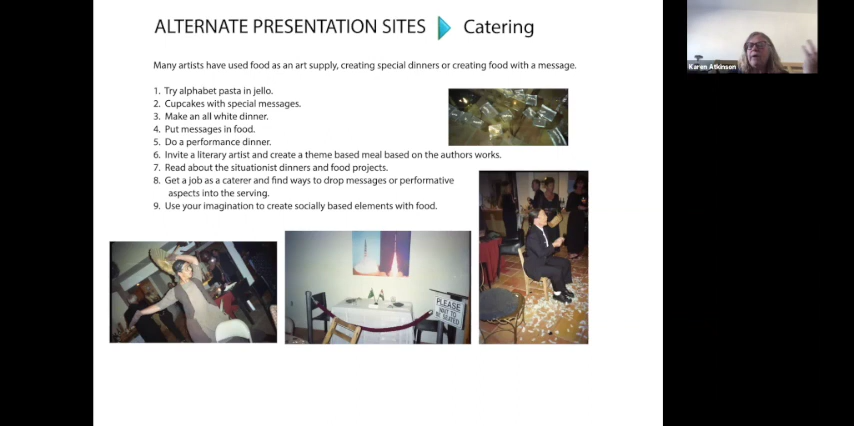 ALTERNATE PRESENTATION SITES Catering
Many artists have used food as an art supply, creating special dinners or creating food with a message.
1. Try alphabet pasta in jello.
2. Cupcakes with special messages.
3. Make an all white dinner.
4. Put messages in food.
5. Do a performance dinner.
6. Invite a literary artist and create a theme based meal based on the authors works.
7. Read about the situationist dinners and food projects.
8. Get a job as a caterer and find ways to drop messages or performative
aspects into the serving.
9. Use your imagination to create socially based elements with food.
PLEASE
WAIT TO
BE SEATED
Karen Atkinson